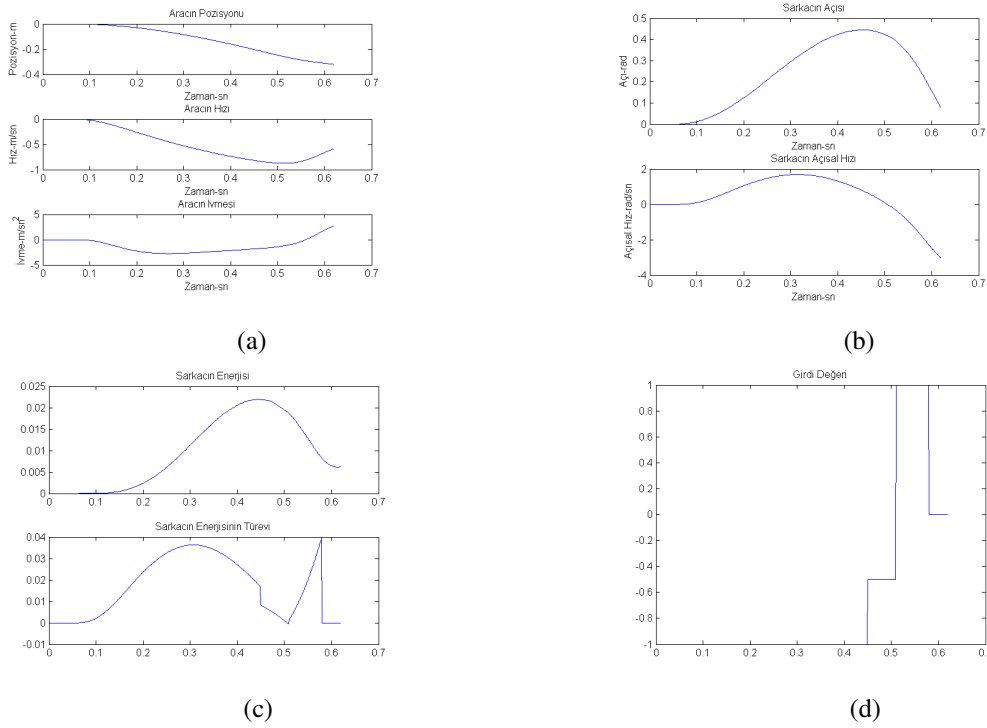 Aracın Pozisyonu
Pozisyon-m
0
-0.2
-0.4
0 0.1 0.2 0.3 0.4 0.5 0.6 0.7
Zaman-sn
Aracın Hızı
Hız-m/sn
0
-0.5
-1
0 0.1 0.2 0.3 0.4 0.5 0.6 0.7
Zaman-sn
Aracın İvmesi
İvme-m/sn²
5
0
-5
0 0.1 0.2 0.3 0.4 0.5 0.6 0.7
Zaman-sn
(a)
Sarkacın Açısı
Açı-rad
0.5
0.4
0.3
0.2
0.1
0
0 0.1 0.2 0.3 0.4 0.5 0.6 0.7
Zaman-sn
Sarkacın Açısal Hızı
Açısal Hız-rad/sn
2
0
-2
-4
0 0.1 0.2 0.3 0.4 0.5 0.6 0.7
Zaman-sn
(b)
Sarkacın Enerjisi
0.025
0.02
0.015
0.01
0.005
0
0 0.1 0.2 0.3 0.4 0.5 0.6 0.7
Sarkacın Enerjisinin Türevi
0.04
0.03
0.02
0.01
0
-0.01
0 0.1 0.2 0.3 0.4 0.5 0.6 0.7
(c)
Girdi Değeri
1
0.8
0.6
0.4
0.2
0
-0.2
-0.4
-0.6
-0.8
-1
0 0.1 0.2 0.3 0.4 0.5 0.6 0.7
(d)